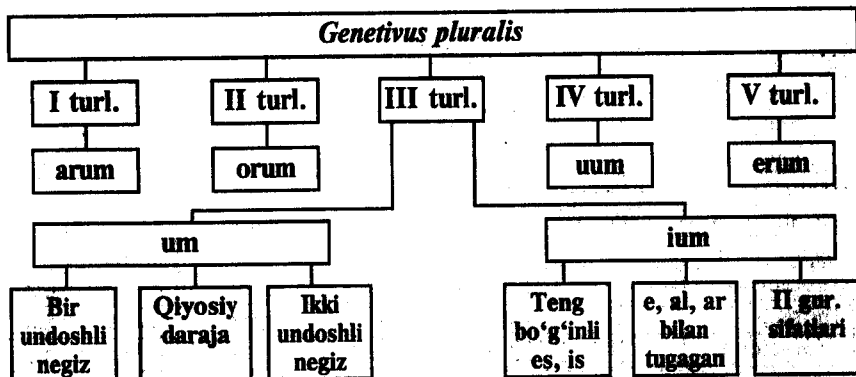 Genetivus pluralis
I turl. II turl. III turl. IV turl. V turl.
arum orum uum erum
um ium
Bir undoshli negiz
Qiyosiy daraja
Ikki undoshli negiz
Teng bo‘g‘inli es, is
e, al, ar bilan tugagan
II gur. sifatlari